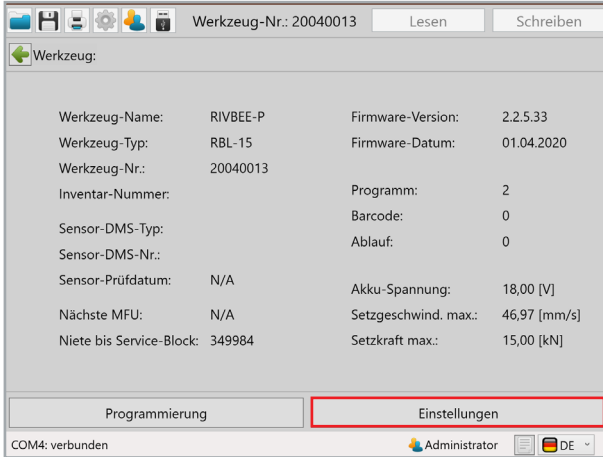 Werkzeug-Nr.: 20040013 Lesen Schreiben
Werkzeug:
Werkzeug-Name: RIVBEE-P
Werkzeug-Typ: RBL-15
Werkzeug-Nr.: 20040013
Inventar-Nummer:
Sensor-DMS-Typ:
Sensor-DMS-Nr.:
Sensor-Prüfdatum: N/A
Nächste MFU: N/A
Niete bis Service-Block: 349984
Firmware-Version: 2.2.5.33
Firmware-Datum: 01.04.2020
Programm: 2
Barcode: 0
Ablauf: 0
Akku-Spannung: 18,00 [V]
Setzgeschwind. max.: 46,97 [mm/s]
Setzkraft max.: 15,00 [kN]
Programmierung Einstellungen
COM4: verbunden Administrator DE